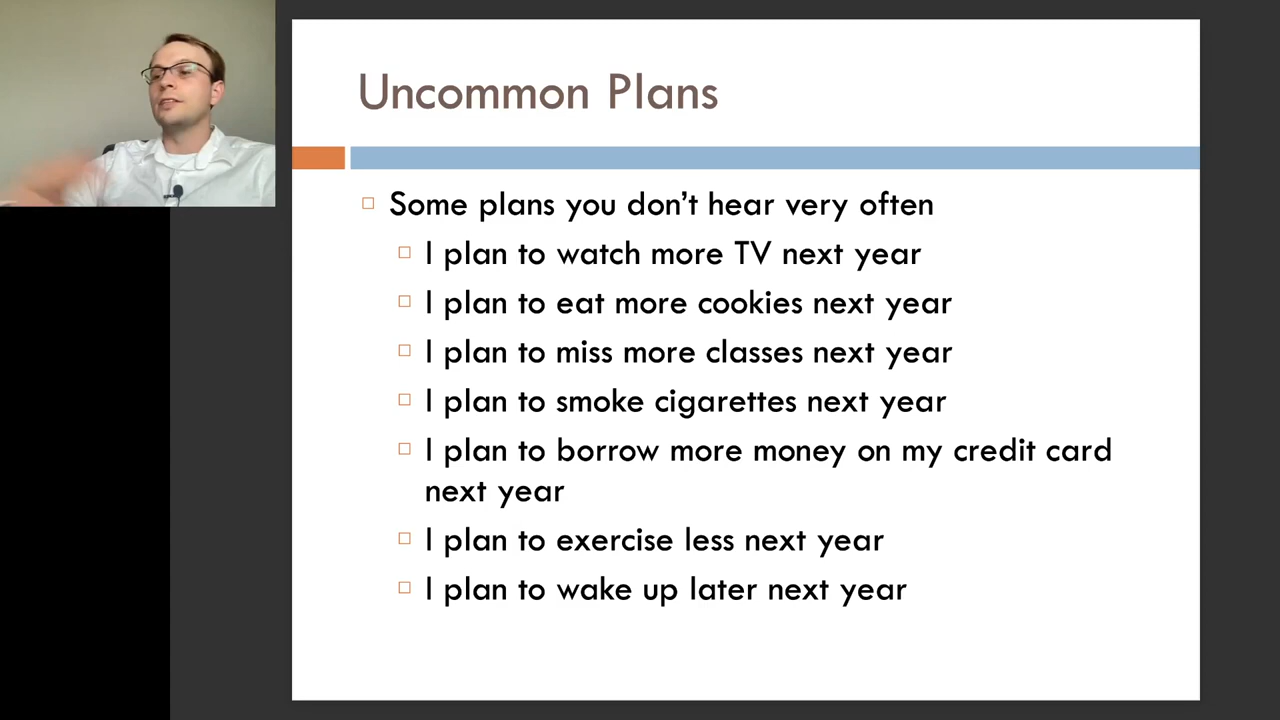 Uncommon Plans
Some plans you don't hear very often
I plan to watch more TV next year
I plan to eat more cookies next year
I plan to miss more classes next year
I plan to smoke cigarettes next year
I plan to borrow more money on my credit card
next year
I plan to exercise less next year
I plan to wake up later next year